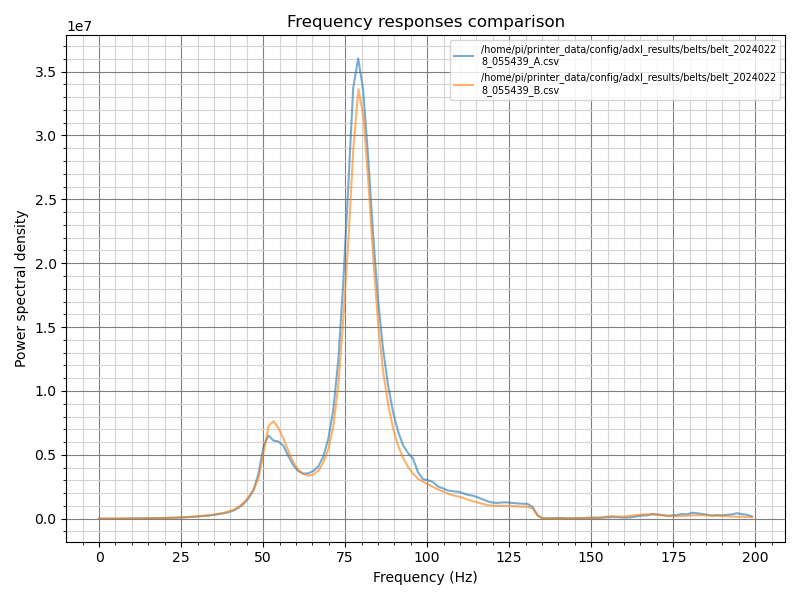 Frequency responses comparison
1e7
/home/pi/printer_data/config/adxl_results/belts/belt_2024022
8_055439_A.csv
/home/pi/printer_data/config/adxl_results/belts/belt_2024022
8_055439_B.csv
3.5
3.0
2.5
2.0
1.5
1.0
0.5
0.0
Power spectral density
0 25 50 75 100 125 150 175 200
Frequency (Hz)